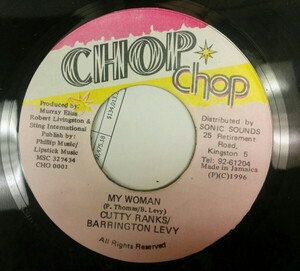 CHOP
Chop
Produced by:
Murray Elias
Robert Livingston &
Sting International
Publish by:
Phillip Music/
Lipstick Music
MSC 327434
CHO 0001
Distributed by
SONIC SOUNDS
25 Retirement
Road,
Kingston 5
Tel: 92-61204
Made in Jamaica
(P)(C)1996
MY WOMAN
(P. Thomas/B. Levy)
CUTTY RANKS/
BARRINGTON LEVY
All Rights Reserved